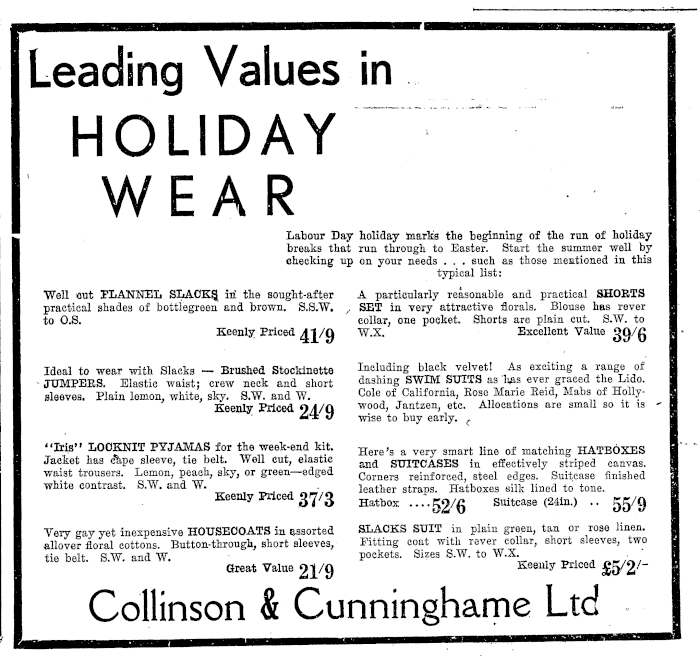 Leading Values in
HOLIDAY
WEAR
Labour Day holiday marks the beginning of the run of holiday
breaks that run through to Easter. Start the summer well by
checking up on your needs . . . such as those mentioned in this
typical list:
Well cut FLANNEL SLACKS in the sought-after
practical shades of bottlegreen and brown. S.S.W.
to O.S.
Keenly Priced 41/9
Ideal to wear with Slacks — Brushed Stockinette
JUMPERS. Elastic waist; crew neck and short
sleeves. Plain lemon, white, sky. S.W. and W.
Keenly Priced 24/9
"Iris" LOCKNIT PYJAMAS for the week-end kit.
Jacket has cape sleeve, tie belt. Well cut, elastic
waist trousers. Lemon, peach, sky, or green—edged
white contrast. S.W. and W.
Keenly Priced 37/3
Very gay yet inexpensive HOUSECOATS in assorted
allover floral cottons. Button-through, short sleeves,
tie belt. S.W. and W.
Great Value 21/9
A particularly reasonable and practical SHORTS
SET in very attractive florals. Blouse has rever
collar, one pocket. Shorts are plain cut. S.W. to
W.X. Excellent Value 39/6
Including black velvet! As exciting a range of
dashing SWIM SUITS as has ever graced the Lido.
Cole of California, Rose Marie Reid, Mabs of Holly-
wood, Jantzen, etc. Allocations are small so it is
wise to buy early.
Here's a very smart line of matching HATBOXES
and SUITCASES in effectively striped canvas.
Corners reinforced, steel edges. Suitcase finished
leather straps. Hatboxes silk lined to tone.
Hatbox ....52/6 Suitcase (24in.) .. 55/9
SLACKS SUIT in plain green, tan or rose linen.
Fitting coat with rever collar, short sleeves, two
pockets. Sizes S.W. to W.X.
Keenly Priced £5/2/-
Collinson & Cunninghame Ltd